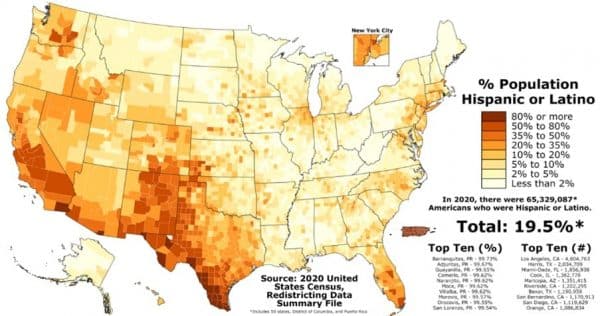 New York City
% Population
Hispanic or Latino
80% or more
50% to 80%
35% to 50%
20% to 35%
10% to 20%
5% to 10%
2% to 5%
Less than 2%
In 2020, there were 65,329,087*
Americans who were Hispanic or Latino.
Total: 19.5%*
Top Ten (%)
Barranquitas, PR - 99.73%
Adjuntas, PR - 99.67%
Guayanilla, PR - 99.65%
Comerío, PR - 99.62%
Naranjito, PR - 99.62%
Moca, PR - 99.62%
Villalba, PR - 99.62%
Morovis, PR - 99.57%
Orocovis, PR - 99.55%
San Lorenzo, PR - 99.54%
Top Ten (#)
Los Angeles, CA - 4,804,763
Harris, TX - 2,034,709
Miami-Dade, FL - 1,856,938
Cook, IL - 1,382,778
Maricopa, AZ - 1,351,415
Riverside, CA - 1,202,295
Bexar, TX - 1,190,958
San Bernardino, CA - 1,170,913
San Diego, CA - 1,119,629
Orange, CA - 1,086,834
Source: 2020 United
States Census,
Redistricting Data
Summary File
*Includes 50 states, District of Columbia, and Puerto Rico